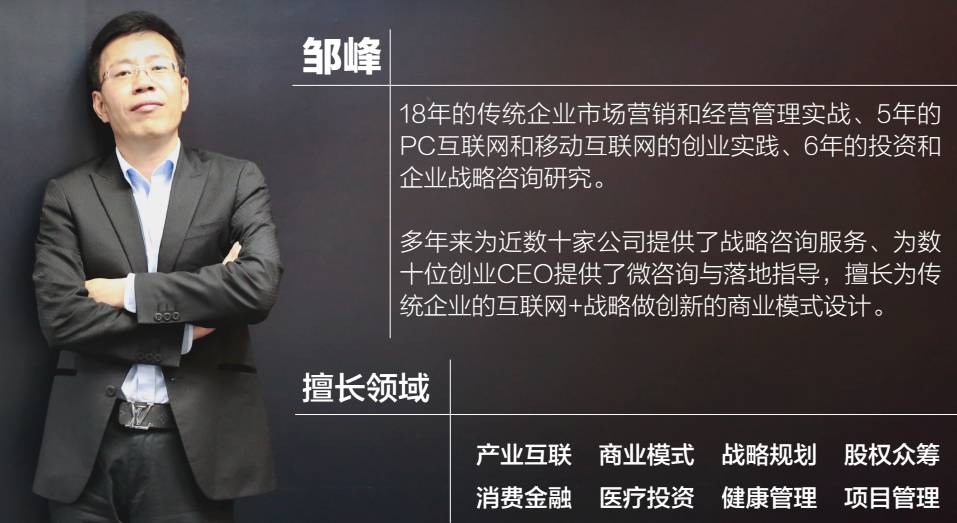 邹峰
18年的传统企业市场营销和经营管理实战、5年的
PC互联网和移动互联网的创业实践、6年的投资和
企业战略咨询研究。
多年来为近数十家公司提供了战略咨询服务、为数
十位创业CEO提供了微咨询与落地指导，擅长为传
统企业的互联网+战略做创新的商业模式设计。
擅长领域
产业互联 商业模式 战略规划 股权众筹
消费金融 医疗投资 健康管理 项目管理